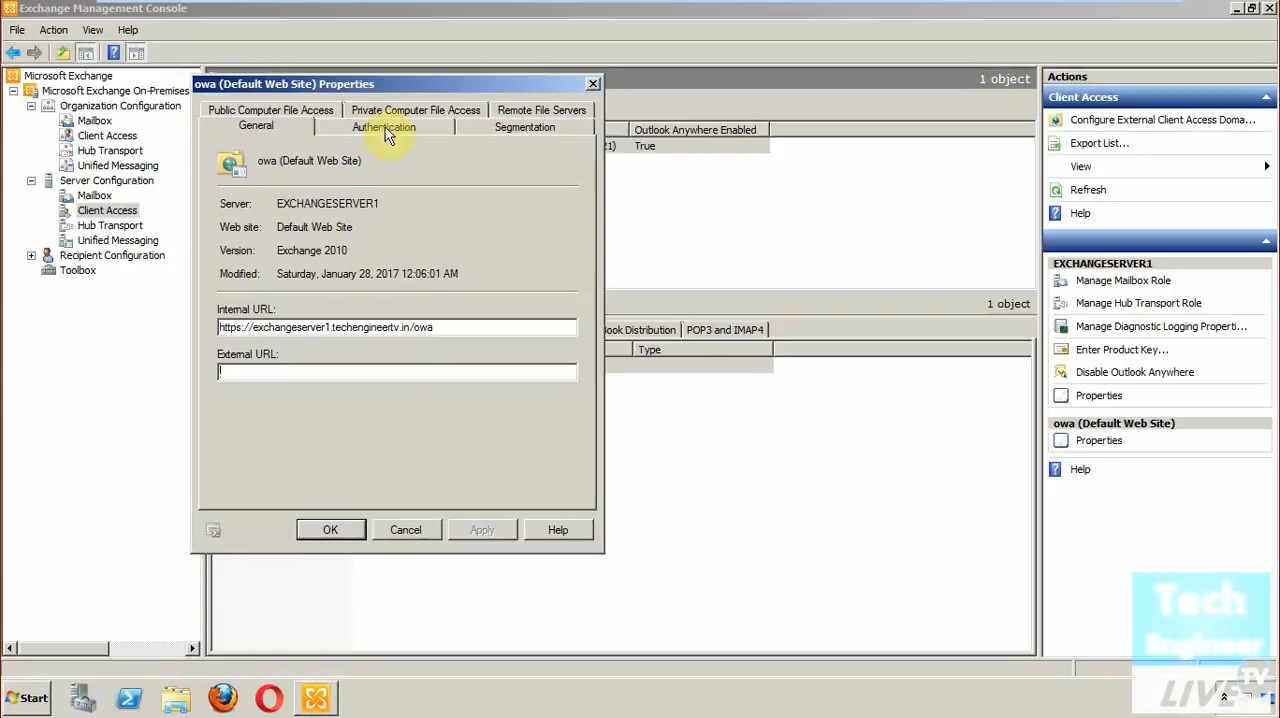 Exchange Management Console
File Action View Help
Microsoft Exchange
Microsoft Exchange On-Premises
Organization Configuration
Mailbox
Client Access
Hub Transport
Unified Messaging
Server Configuration
Mailbox
Client Access
Hub Transport
Unified Messaging
Recipient Configuration
Toolbox
owa (Default Web Site) Properties
Public Computer File Access Private Computer File Access Remote File Servers
General Authentication Segmentation
owa (Default Web Site)
Server: EXCHANGESERVER1
Web site: Default Web Site
Version: Exchange 2010
Modified: Saturday, January 28, 2017 12:06:01 AM
Internal URL:
https://exchangeserver1.techengineertv.in/owa
External URL:
OK Cancel Apply Help
1 object
Outlook Anywhere Enabled
True
1 object
Book Distribution POP3 and IMAP4
Type
Actions
Client Access
Configure External Client Access Doma...
Export List...
View
Refresh
Help
EXCHANGESERVER1
Manage Mailbox Role
Manage Hub Transport Role
Manage Diagnostic Logging Properti...
Enter Product Key...
Disable Outlook Anywhere
Properties
owa (Default Web Site)
Properties
Help
Tech
Engineer
TV
LIVE
Start